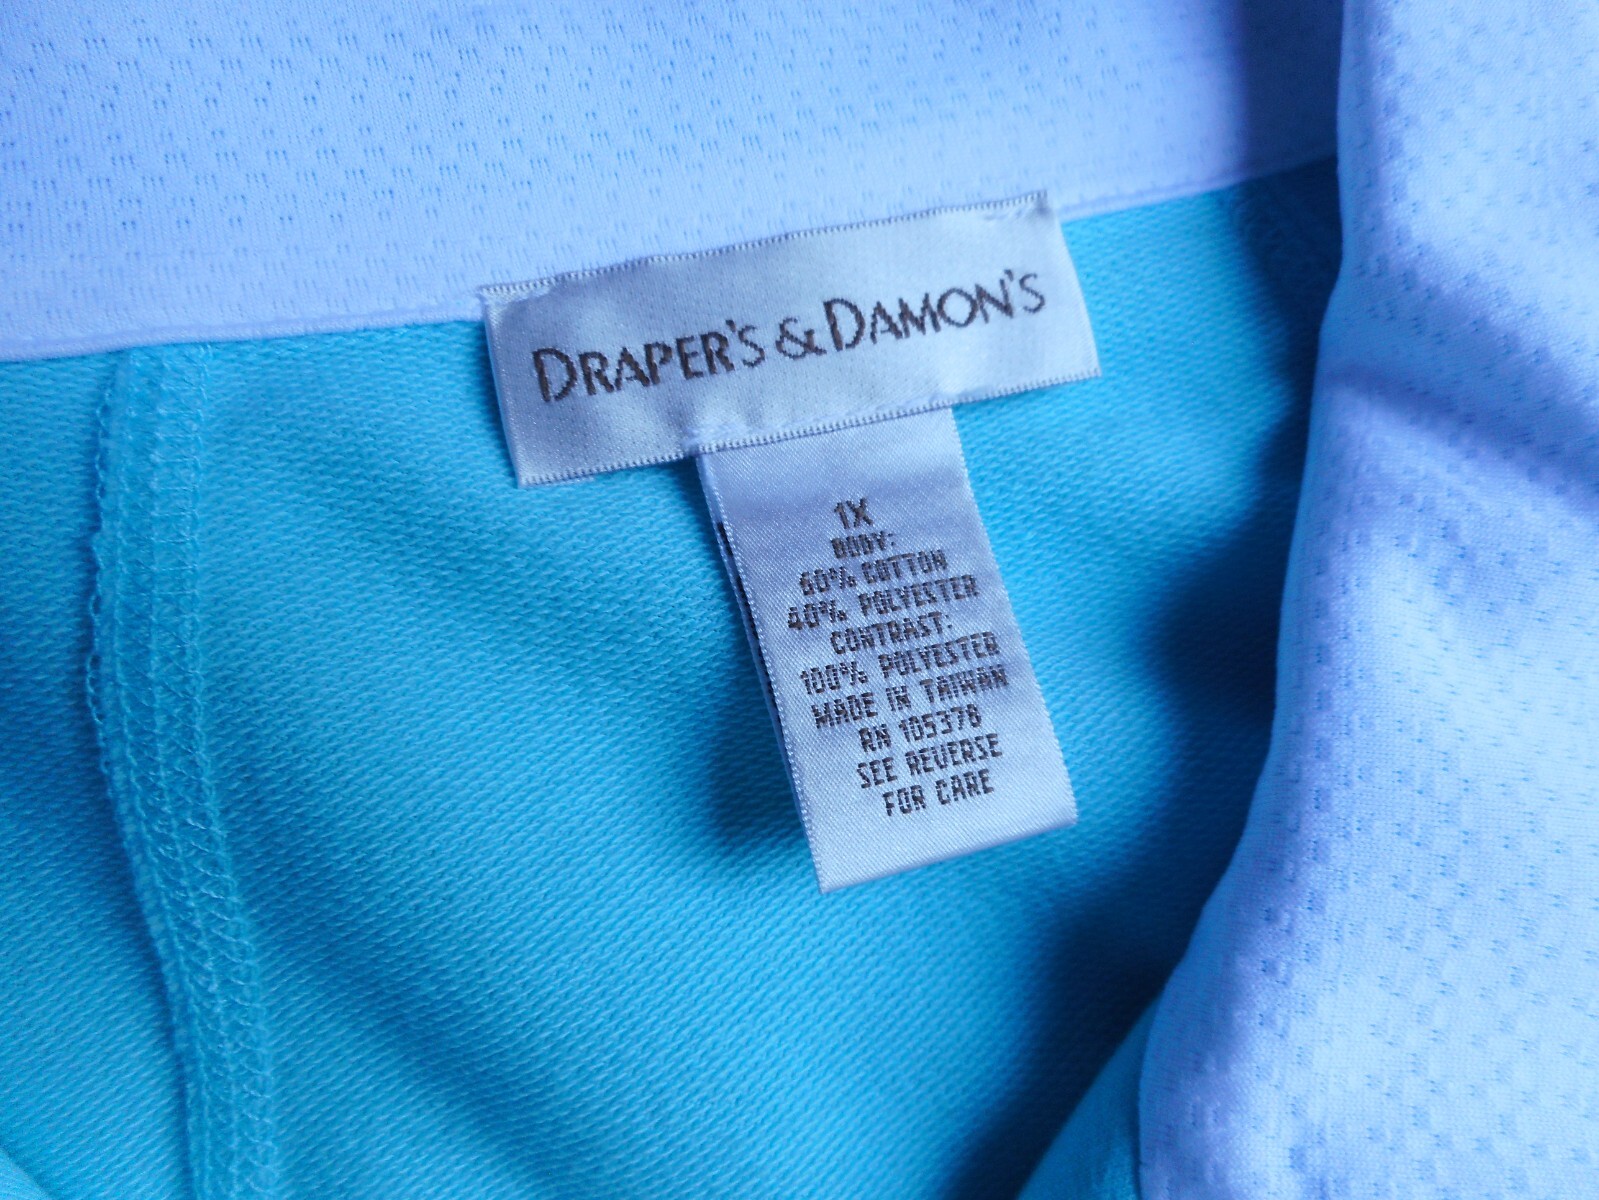 DRAPER'S & DAMON'S
1X
BODY:
60% COTTON
40% POLYESTER
CONTRAST:
100% POLYESTER
MADE IN TAIWAN
RN 105378
SEE REVERSE
FOR CARE